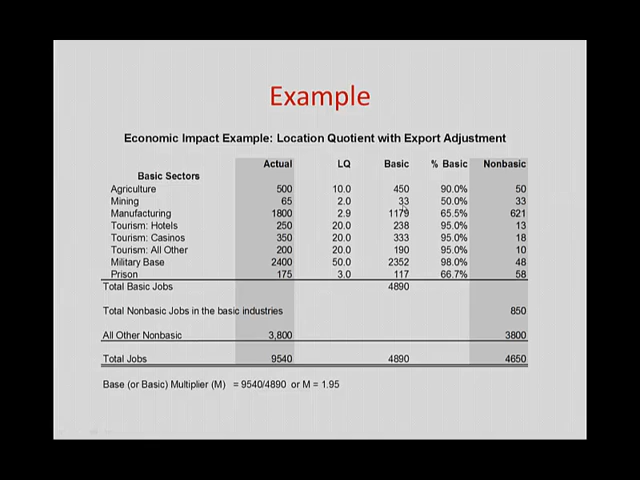 Example
Economic Impact Example: Location Quotient with Export Adjustment
Actual LQ Basic % Basic Nonbasic
Basic Sectors
Agriculture 500 10.0 450 90.0% 50
Mining 65 2.0 33 50.0% 33
Manufacturing 1800 2.9 1179 65.5% 621
Tourism: Hotels 250 20.0 238 95.0% 13
Tourism: Casinos 350 20.0 333 95.0% 18
Tourism: All Other 200 20.0 190 95.0% 10
Military Base 2400 50.0 2352 98.0% 48
Prison 175 3.0 117 66.7% 58
Total Basic Jobs 4890
Total Nonbasic Jobs in the basic industries 850
All Other Nonbasic 3,800 3800
Total Jobs 9540 4890 4650
Base (or Basic) Multiplier (M) = 9540/4890 or M = 1.95